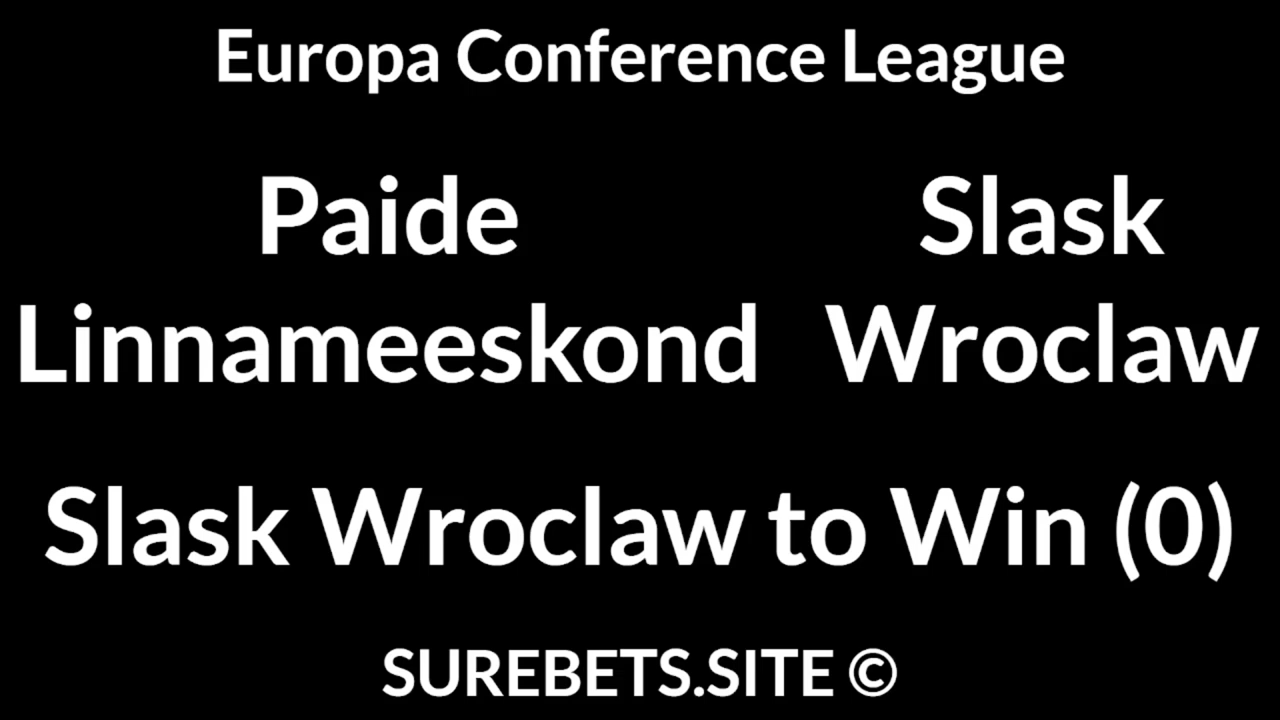 Europa Conference League
Paide Linnameeskond
Slask Wroclaw
Slask Wroclaw to Win (0)
SUREBETS.SITE ©